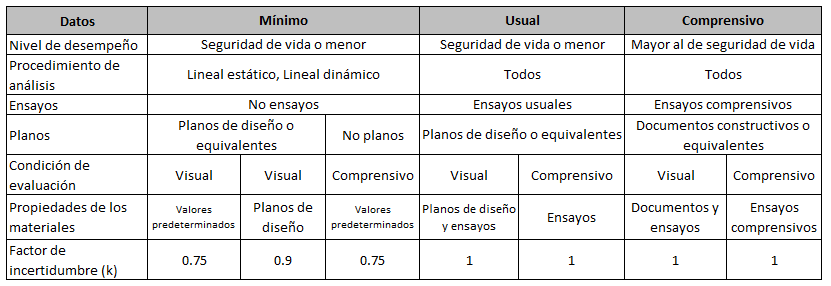 Datos Mínimo Usual Comprensivo
Nivel de desempeño Seguridad de vida o menor Seguridad de vida o menor Mayor al de seguridad de vida
Procedimiento de
análisis Lineal estático, Lineal dinámico Todos Todos
Ensayos No ensayos Ensayos usuales Ensayos comprensivos
Planos Planos de diseño o
equivalentes No planos Planos de diseño o equivalentes Documentos constructivos o
equivalentes
Condición de
evaluación Visual Visual Comprensivo Visual Comprensivo Visual Comprensivo
Propiedades de los
materiales Valores
predeterminados Planos de
diseño Valores
predeterminados Planos de diseño
y ensayos Ensayos Documentos y
ensayos Ensayos
comprensivos
Factor de
incertidumbre (k) 0.75 0.9 0.75 1 1 1 1